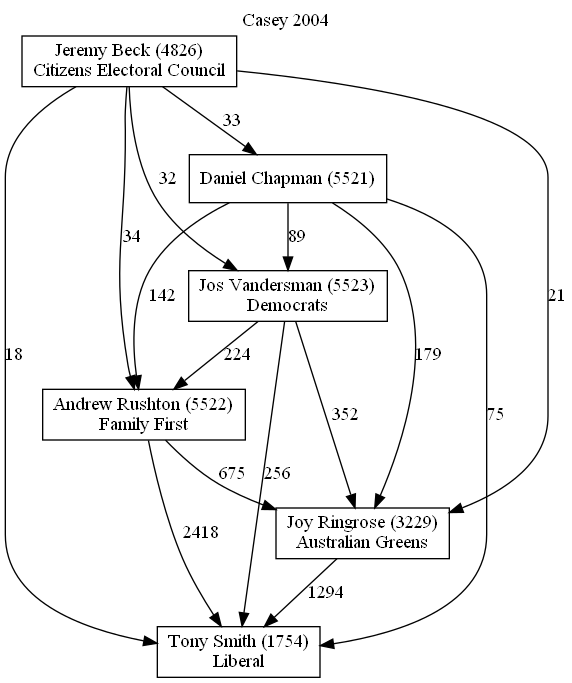 Casey 2004
Jeremy Beck (4826)
Citizens Electoral Council
33
Daniel Chapman (5521)
32
34
89
142
21
Jos Vandersman (5523)
Democrats
18
224
179
75
352
Andrew Rushton (5522)
Family First
675
256
2418
Joy Ringrose (3229)
Australian Greens
1294
Tony Smith (1754)
Liberal